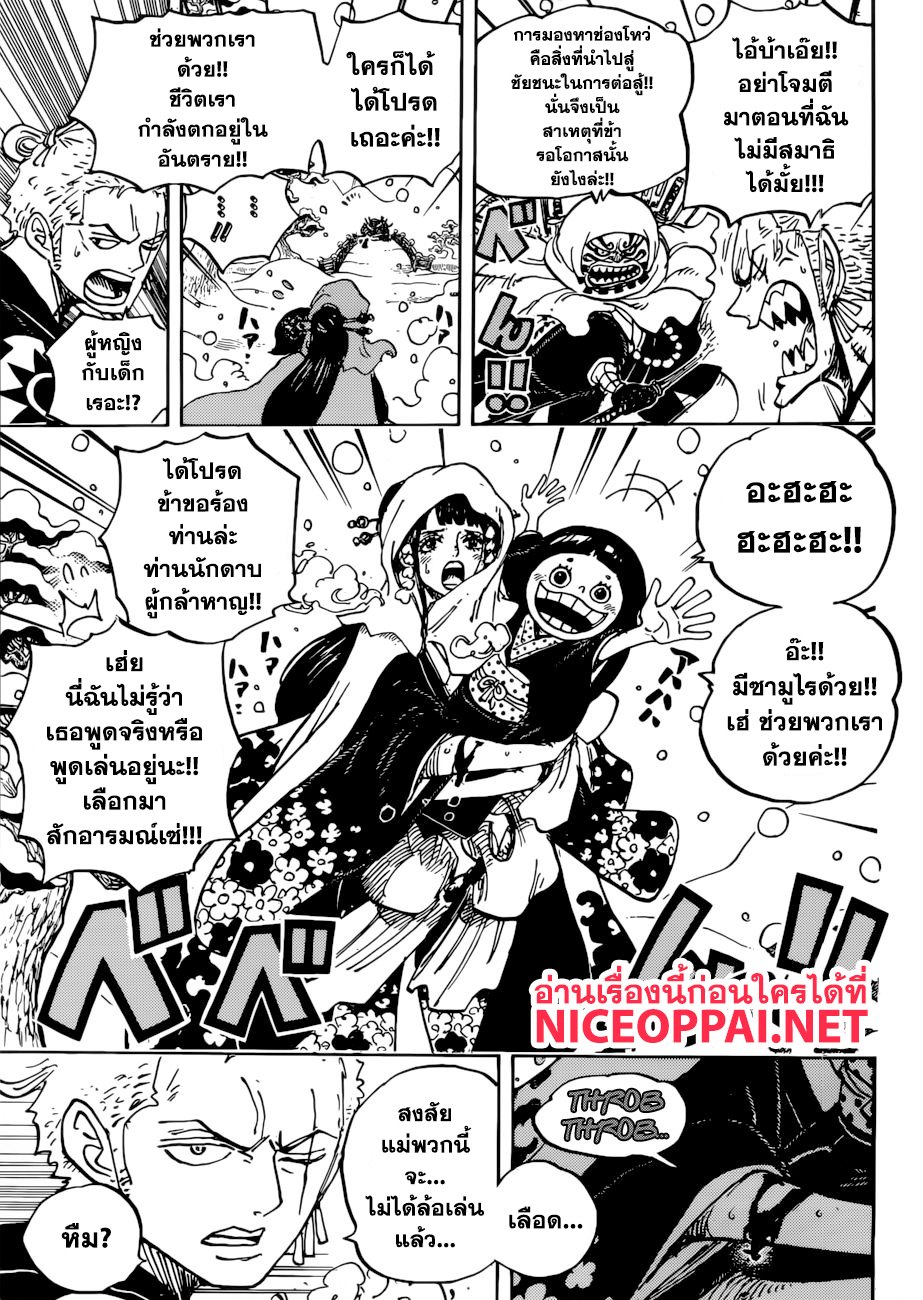 ไอ้บ้าเอ๊ย!!
อย่าโจมตี
มาตอนที่ฉัน
ไม่มีสมาธิ
ได้มั้ย!!!
การมองหาช่องโหว่
คือสิ่งที่นำไปสู่
ชัยชนะในการต่อสู้!!
นั่นจึงเป็น
สาเหตุที่ข้า
รอโอกาสนั้น
ยังไงล่ะ!!
べん!!
ใครก็ได้
ได้โปรด
เถอะค่ะ!!
ช่วยพวกเรา
ด้วย!!
ชีวิตเรา
กำลังตกอยู่ใน
อันตราย!!
!!
ハァ
ハァ
ผู้หญิง
กับเด็ก
เรอะ!?
อะฮะฮะ
ฮะฮะฮะ!!
อ๊ะ!!
มีซามูไรด้วย!!
เฮ่ ช่วยพวกเรา
ด้วยค่ะ!!
ได้โปรด
ข้าขอร้อง
ท่านล่ะ
ท่านนักดาบ
ผู้กล้าหาญ!!
เฮ่ย
นี่ฉันไม่รู้ว่า
เธอพูดจริงหรือ
พูดเล่นอยู่นะ!!
เลือกมา
สักอารมณ์เซ่!!!
ハァ
ハァ
べべん!!
อ่านเรื่องนี้ก่อนใครได้ที่
NICEOPPAI.NET
THROB
THROB...
เลือด...
สงสัย
แม่พวกนี้
จะ...
ไม่ได้ล้อเล่น
แล้ว...
หืม?